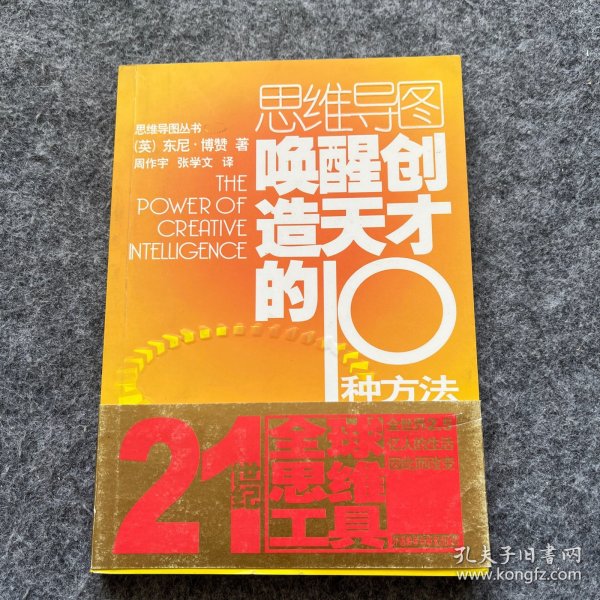 思维导图丛书
(英) 东尼·博赞 著
周作宇 张学文 译
THE
POWER OF
CREATIVE
INTELLIGENCE
思维导图
唤醒创
造天才
的10
种方法
21世纪
全球
思维
工具
孔夫子旧书网
www.kongfz.com